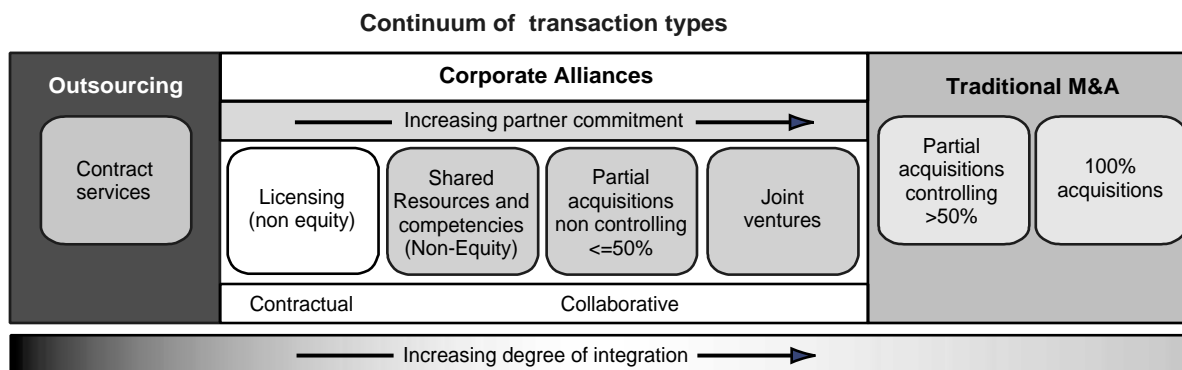 Continuum of transaction types
Outsourcing
Corporate Alliances
Traditional M&A
Increasing partner commitment
Contract
services
Licensing
(non equity)
Shared
Resources and
competencies
(Non-Equity)
Partial
acquisitions
non controlling
<=50%
Joint
ventures
Partial
acquisitions
controlling
>50%
100%
acquisitions
Contractual
Collaborative
Increasing degree of integration